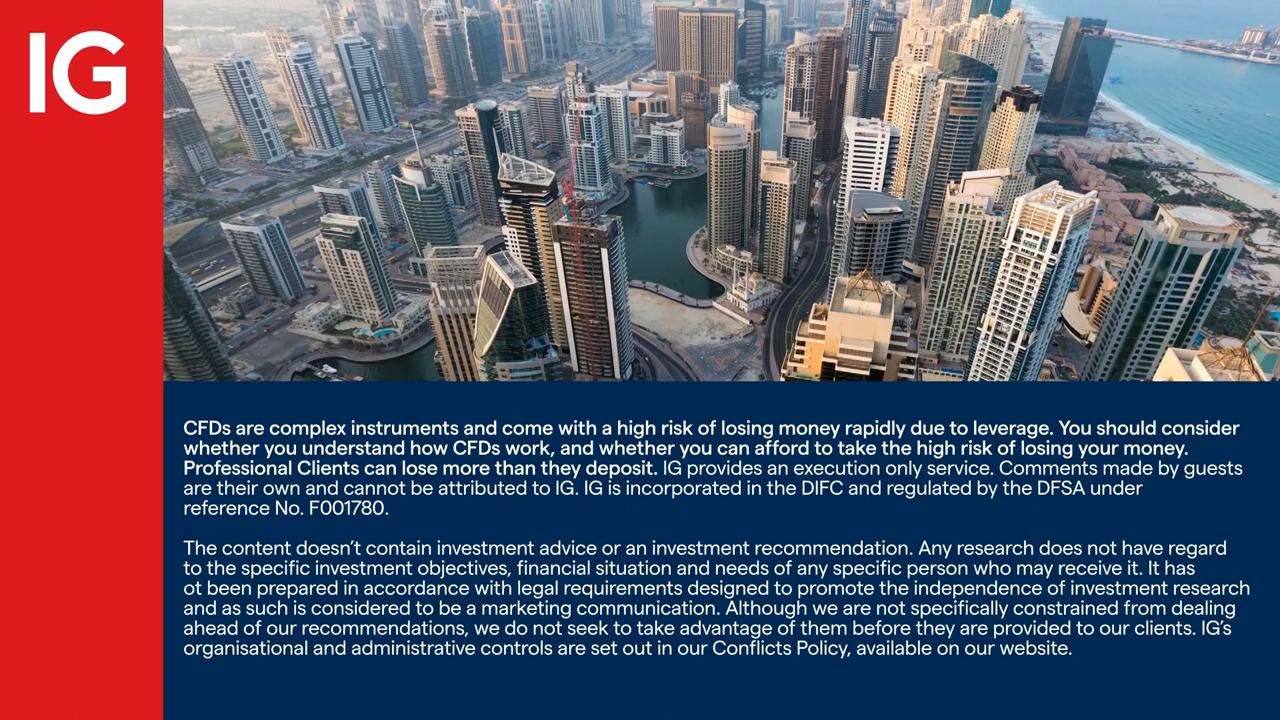 IG
CFDs are complex instruments and come with a high risk of losing money rapidly due to leverage. You should consider
whether you understand how CFDs work, and whether you can afford to take the high risk of losing your money.
Professional Clients can lose more than they deposit. IG provides an execution only service. Comments made by guests
are their own and cannot be attributed to IG. IG is incorporated in the DIFC and regulated by the DFSA under
reference No. F001780.
The content doesn’t contain investment advice or an investment recommendation. Any research does not have regard
to the specific investment objectives, financial situation and needs of any specific person who may receive it. It has
ot been prepared in accordance with legal requirements designed to promote the independence of investment research
and as such is considered to be a marketing communication. Although we are not specifically constrained from dealing
ahead of our recommendations, we do not seek to take advantage of them before they are provided to our clients. IG’s
organisational and administrative controls are set out in our Conflicts Policy, available on our website.